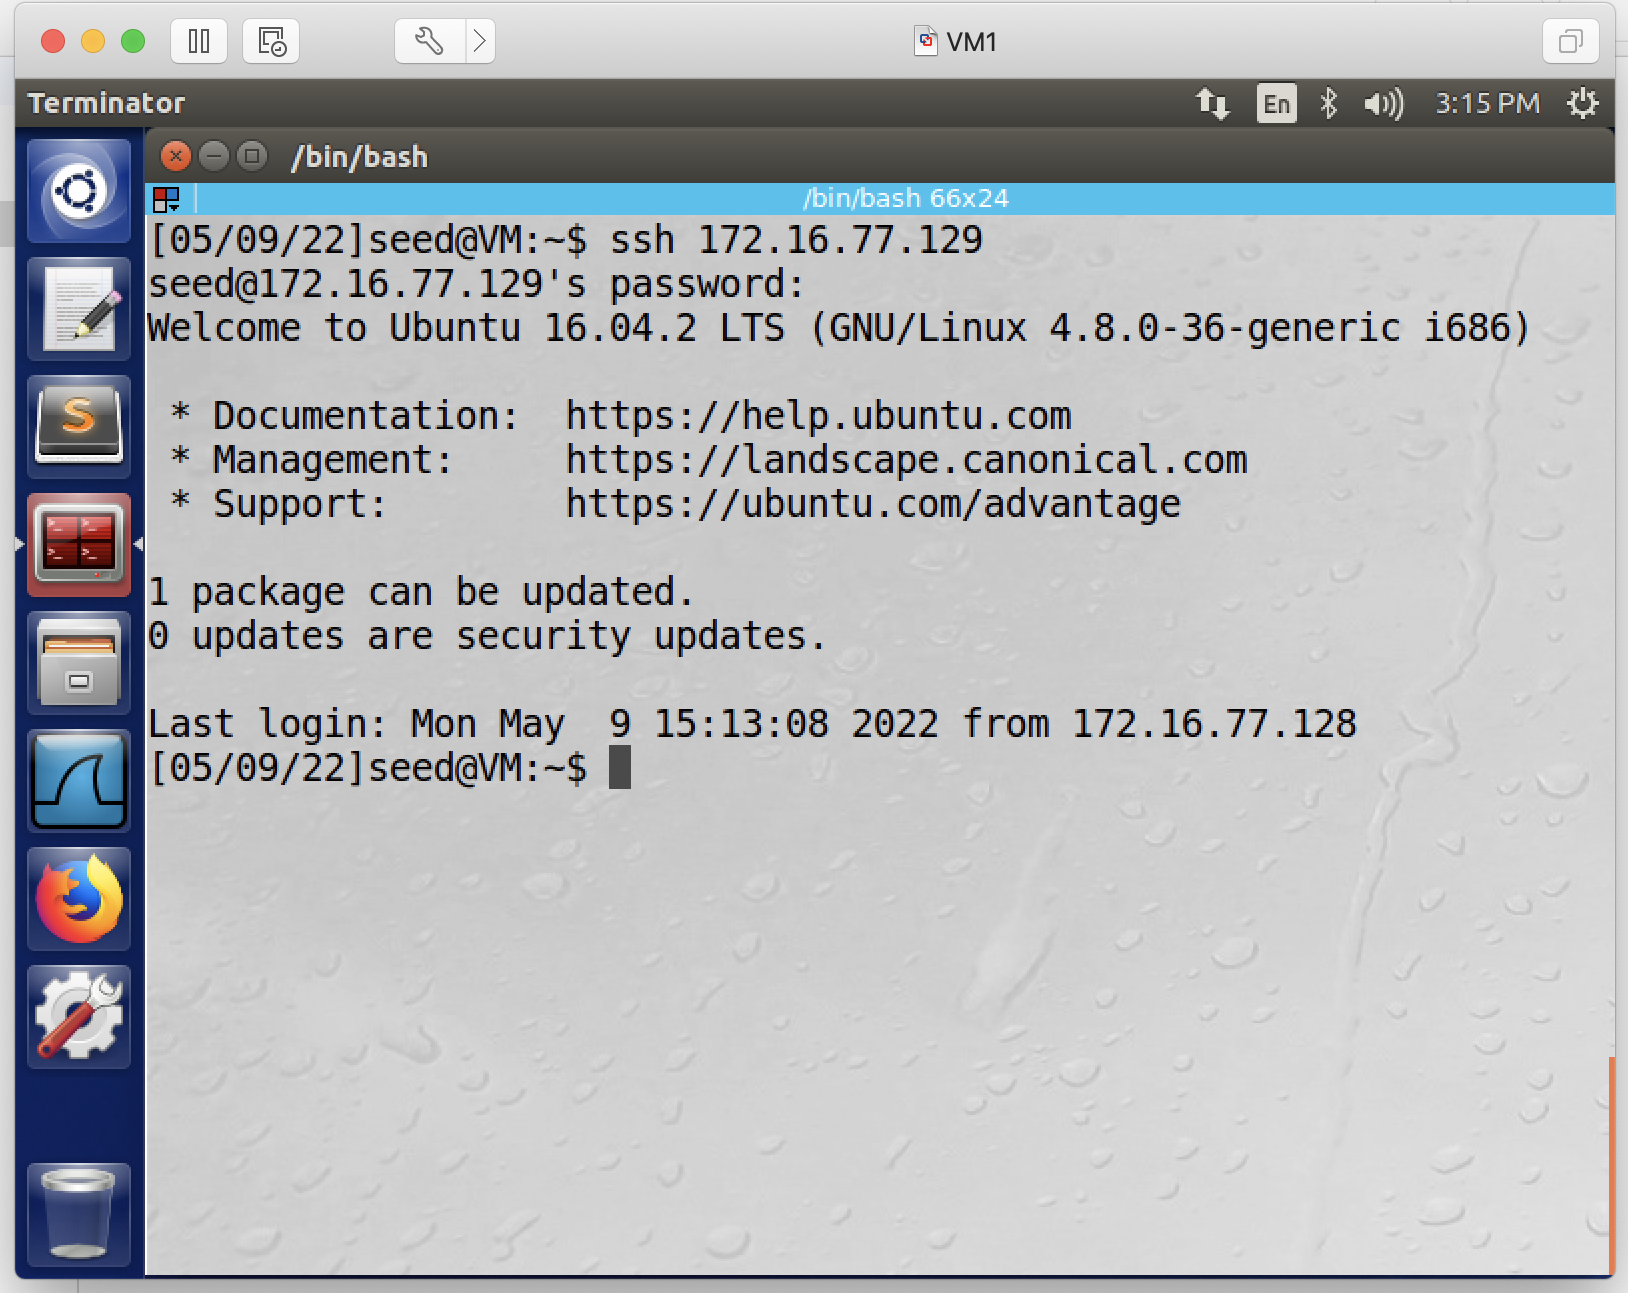 VM1
Terminator
En
3:15 PM
/bin/bash
/bin/bash 66x24
[05/09/22]seed@VM:~$ ssh 172.16.77.129
seed@172.16.77.129's password:
Welcome to Ubuntu 16.04.2 LTS (GNU/Linux 4.8.0-36-generic i686)
* Documentation:  https://help.ubuntu.com
* Management:     https://landscape.canonical.com
* Support:        https://ubuntu.com/advantage
1 package can be updated.
0 updates are security updates.
Last login: Mon May  9 15:13:08 2022 from 172.16.77.128
[05/09/22]seed@VM:~$